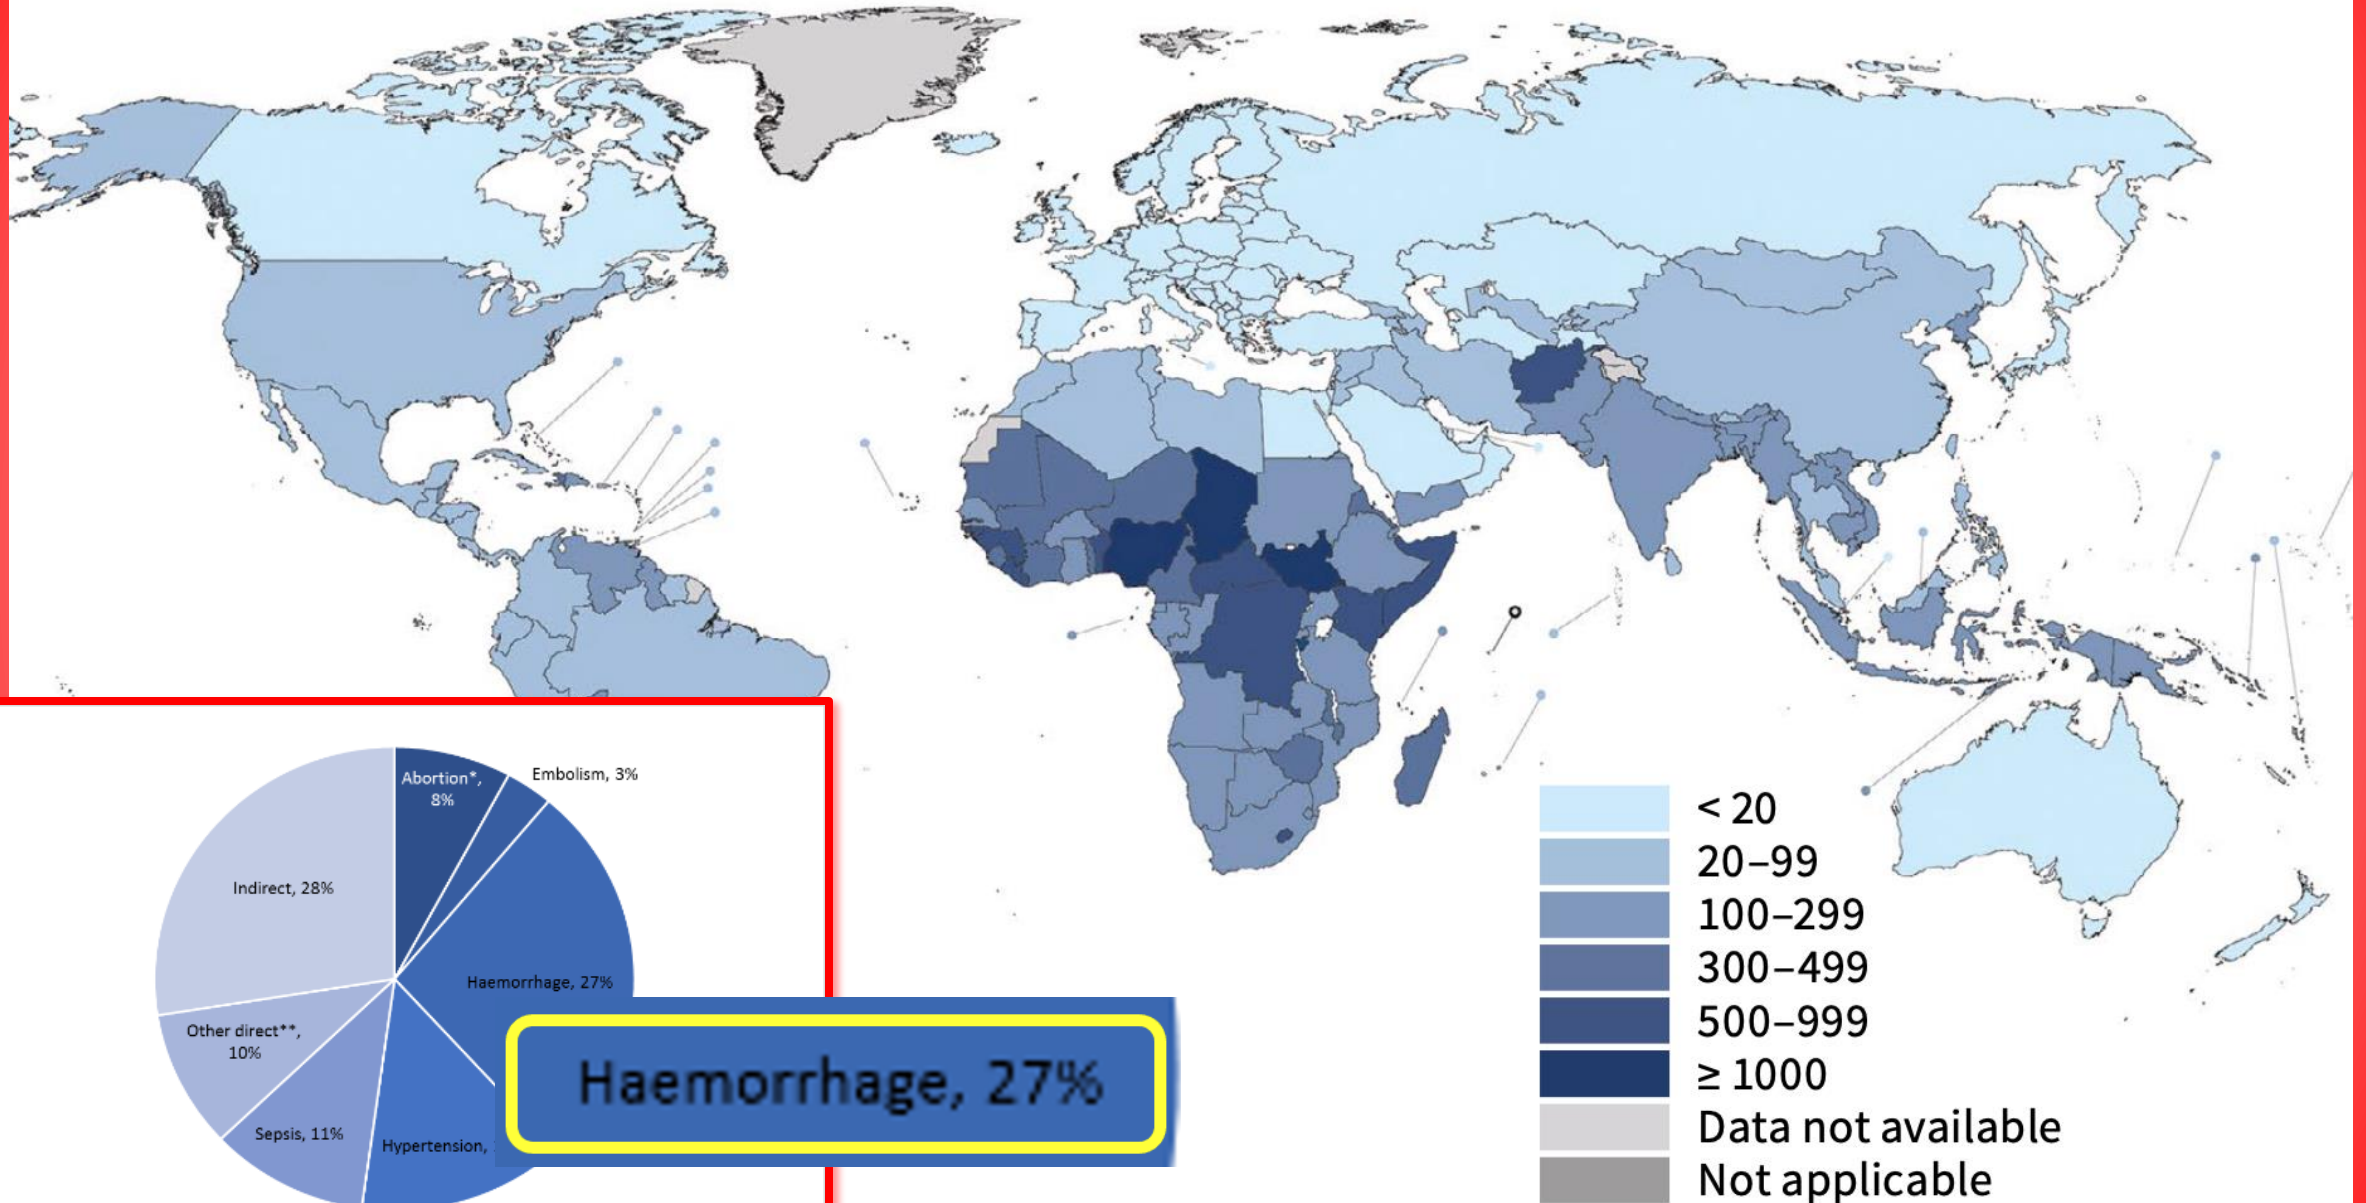 Abortion*,
8%
Embolism, 3%
Indirect, 28%
Haemorrhage, 27%
Other direct**,
10%
Sepsis, 11%
Hypertension,
Haemorrhage, 27%
< 20
20–99
100–299
300–499
500–999
≥ 1000
Data not available
Not applicable